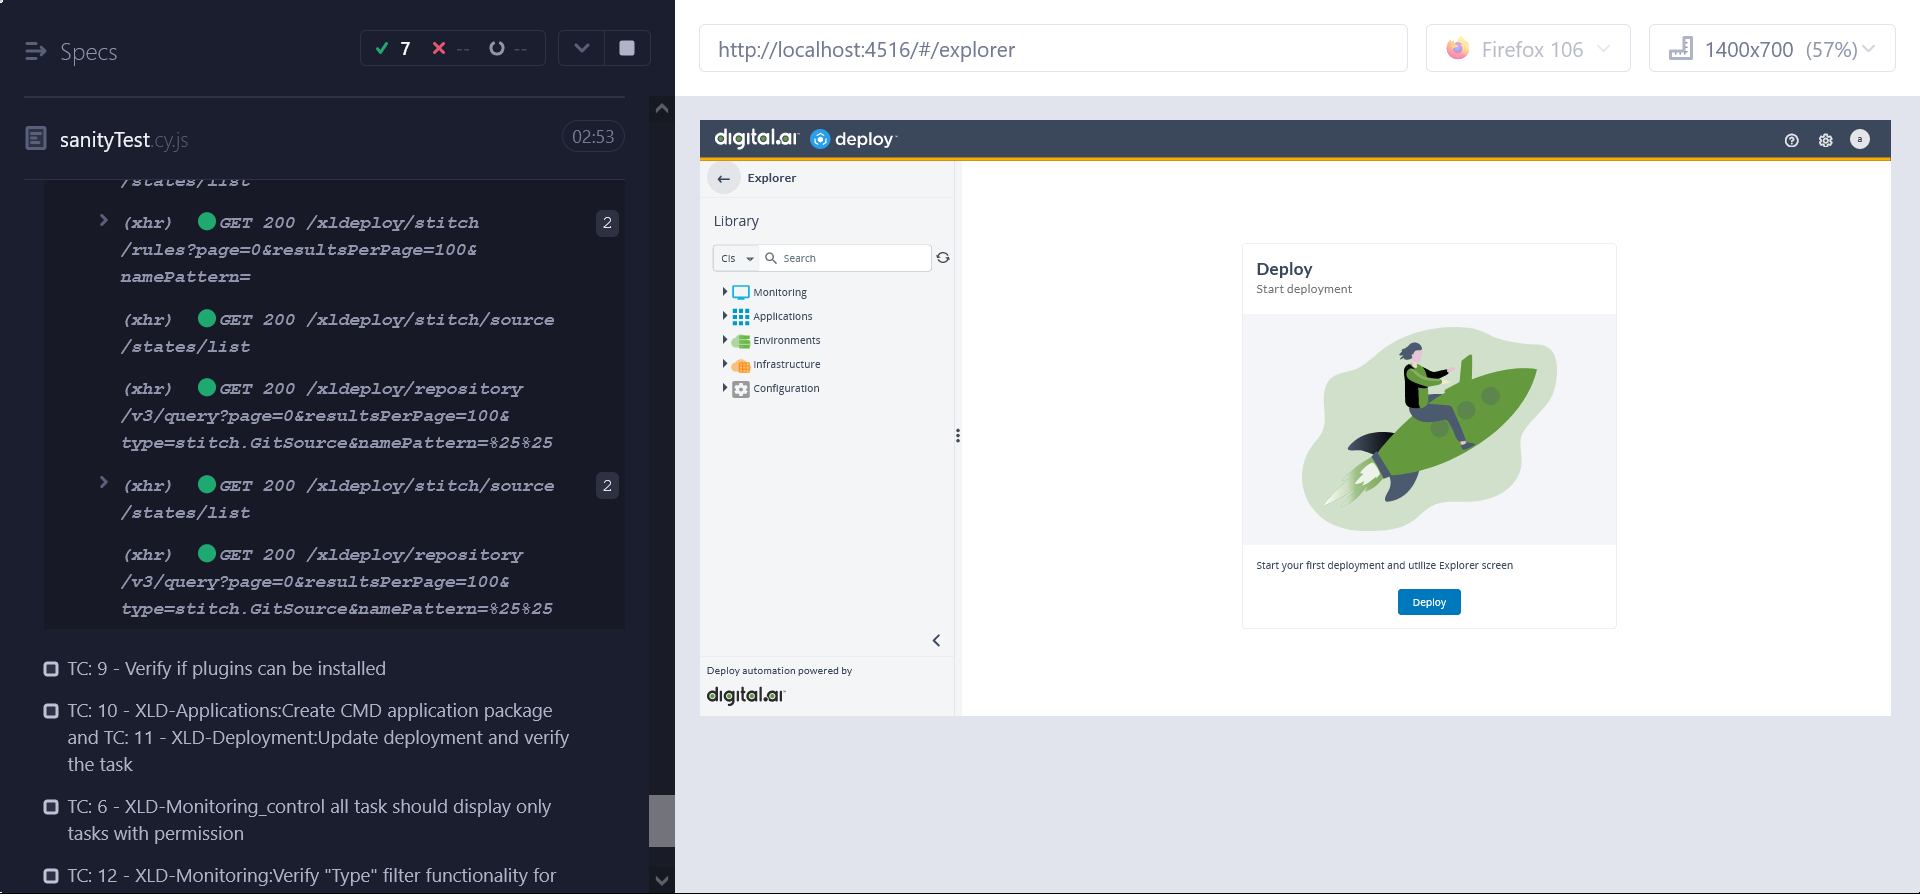 Specs
7
--
--
sanityTest.cy.js
02:53
/states/list
(xhr) GET 200 /xldeploy/stitch
2
/rules?page=0&resultsPerPage=100&
namePattern=
(xhr) GET 200 /xldeploy/stitch/source
/states/list
(xhr) GET 200 /xldeploy/repository
/v3/query?page=0&resultsPerPage=100&
type=stitch.GitSource&namePattern=%25%25
(xhr) GET 200 /xldeploy/stitch/source
2
/states/list
(xhr) GET 200 /xldeploy/repository
/v3/query?page=0&resultsPerPage=100&
type=stitch.GitSource&namePattern=%25%25
TC: 9 - Verify if plugins can be installed
TC: 10 - XLD-Applications:Create CMD application package
and TC: 11 - XLD-Deployment:Update deployment and verify
the task
TC: 6 - XLD-Monitoring_control all task should display only
tasks with permission
TC: 12 - XLD-Monitoring:Verify "Type" filter functionality for
http://localhost:4516/#/explorer
Firefox 106
1400x700 (57%)
digital.ai deploy
a
Explorer
Library
CIs
Search
Monitoring
Applications
Environments
Infrastructure
Configuration
Deploy automation powered by
digital.ai
Deploy
Start deployment
Start your first deployment and utilize Explorer screen
Deploy